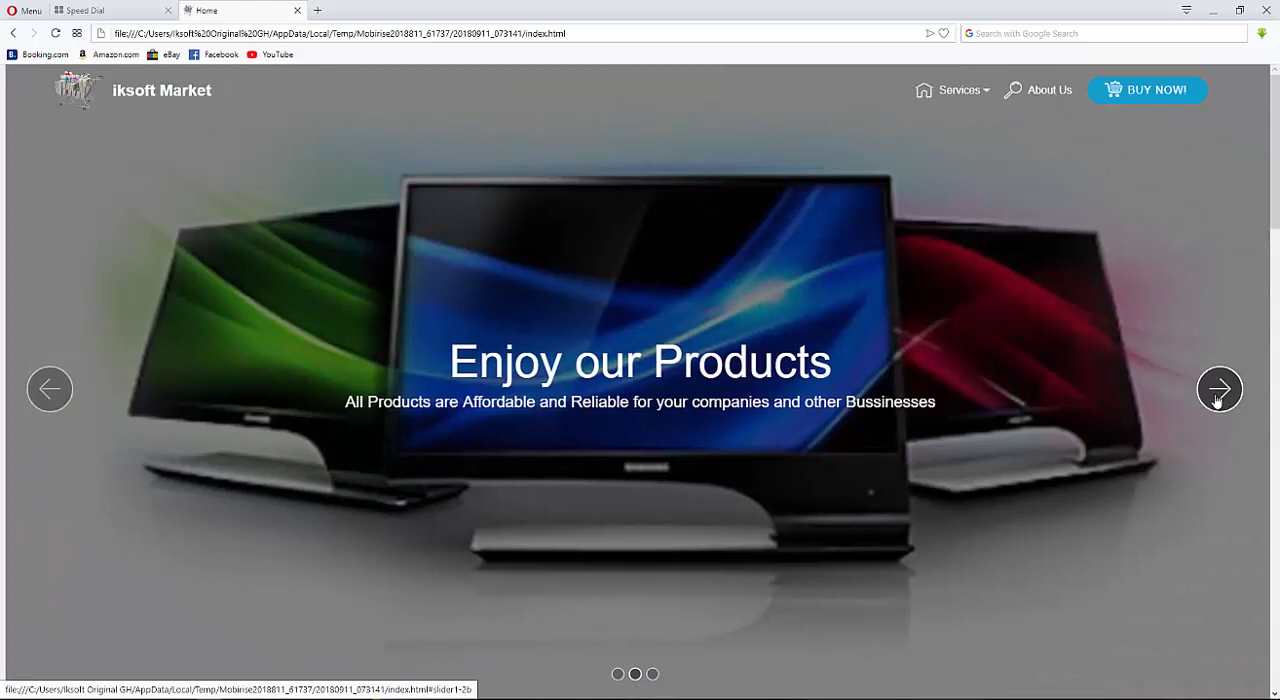 Menu
Speed Dial
Home
file:///C:/Users/Iksoft%20Original%20GH/AppData/Local/Temp/Mobirise2018811_61737/20180911_073141/index.html
Search with Google Search
B. Booking.com
a Amazon.com
eBay
Facebook
YouTube
iksoft Market
Services
About Us
BUY NOW!
Enjoy our Products
All Products are Affordable and Reliable for your companies and other Bussinesses
file:///C:/Users/Iksoft Original GH/AppData/Local/Temp/Mobirise2018811_61737/20180911_073141/index.html#slider1-2b